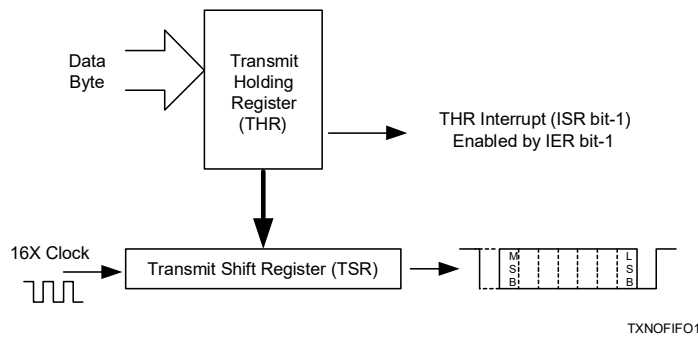 Data
Byte
Transmit
Holding
Register
(THR)
THR Interrupt (ISR bit-1)
Enabled by IER bit-1
16X Clock
Transmit Shift Register (TSR)
M
S
B
L
S
B
TXNOFIFO1